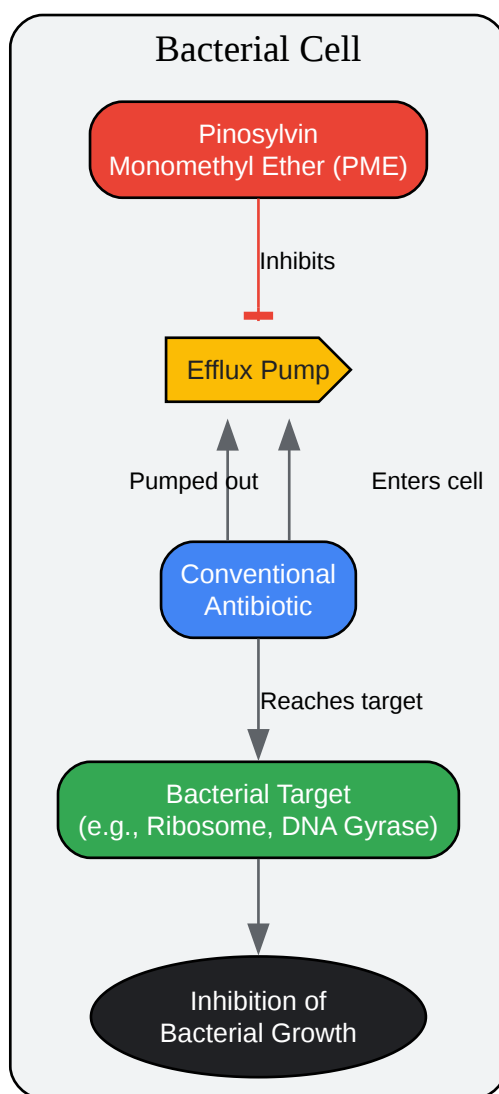 Bacterial Cell
Pinosylvin
Monomethyl Ether (PME)
Inhibits
Efflux Pump
Pumped out
Enters cell
Conventional
Antibiotic
Reaches target
Bacterial Target
(e.g., Ribosome, DNA Gyrase)
Inhibition of
Bacterial Growth